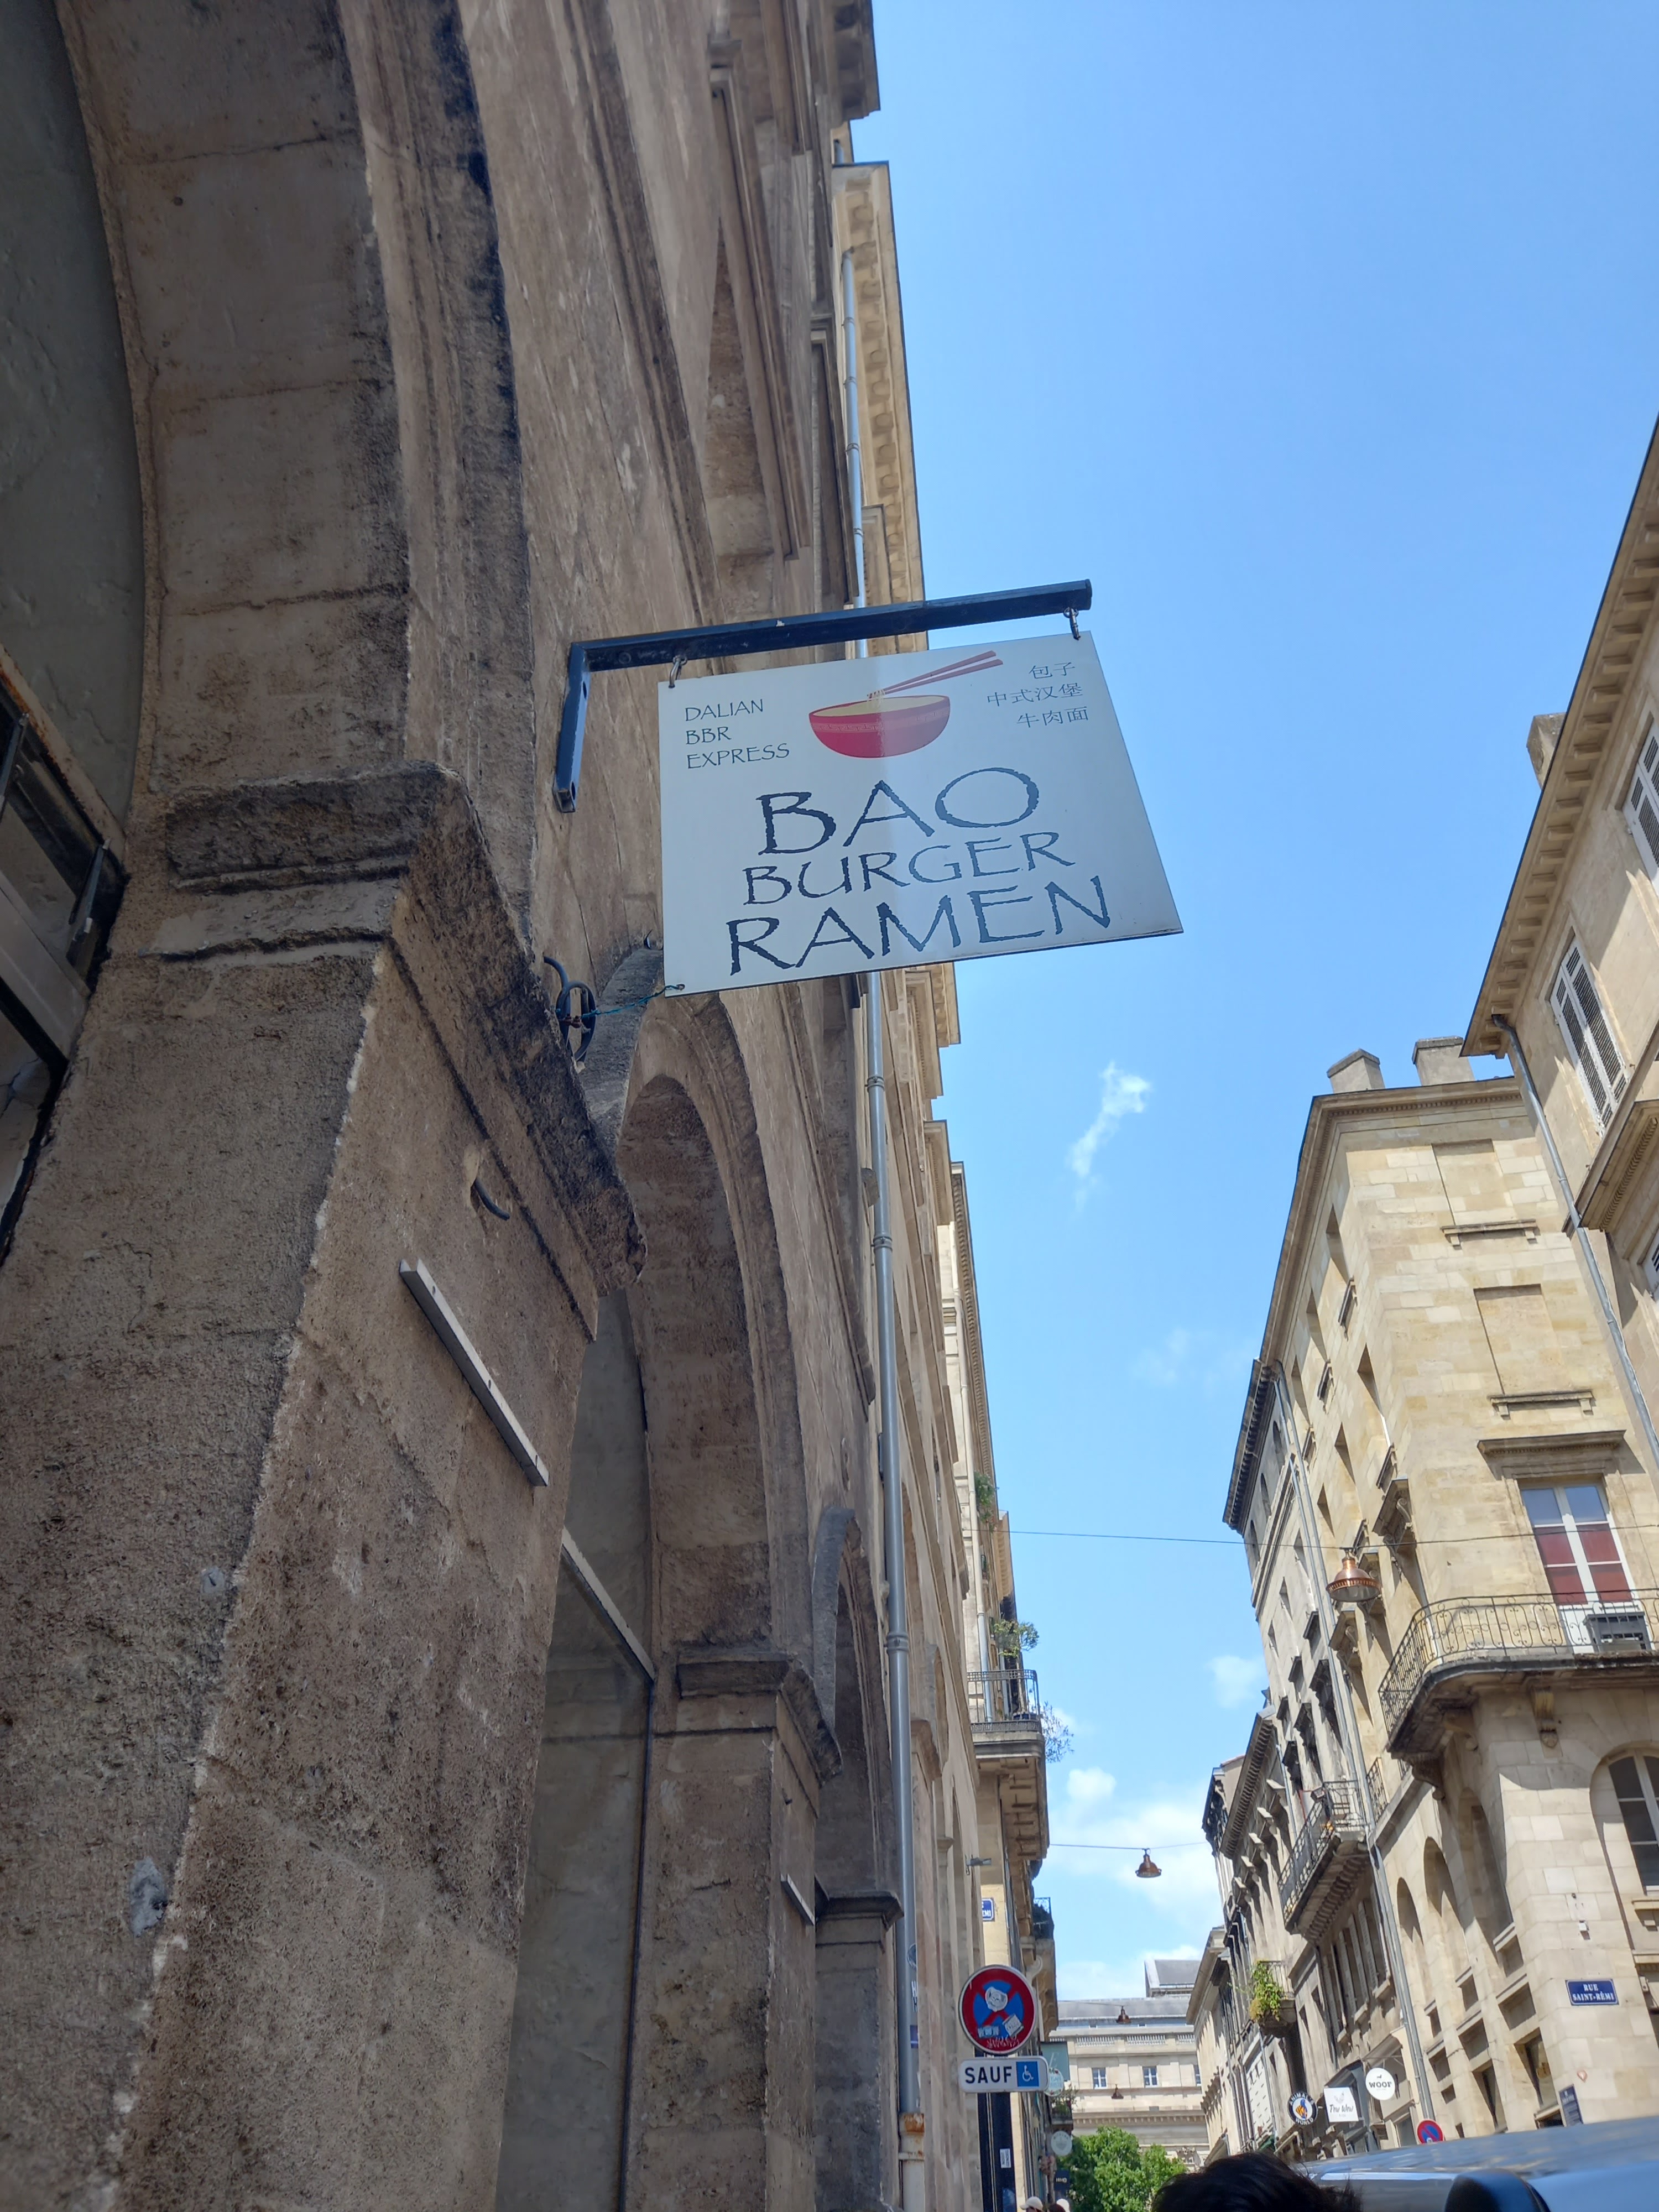 DALIAN
BBR
EXPRESS
包子
中式汉堡
牛肉面
BAO
BURGER
RAMEN
SAUF
RUE
SAINT-RÉMI
woof